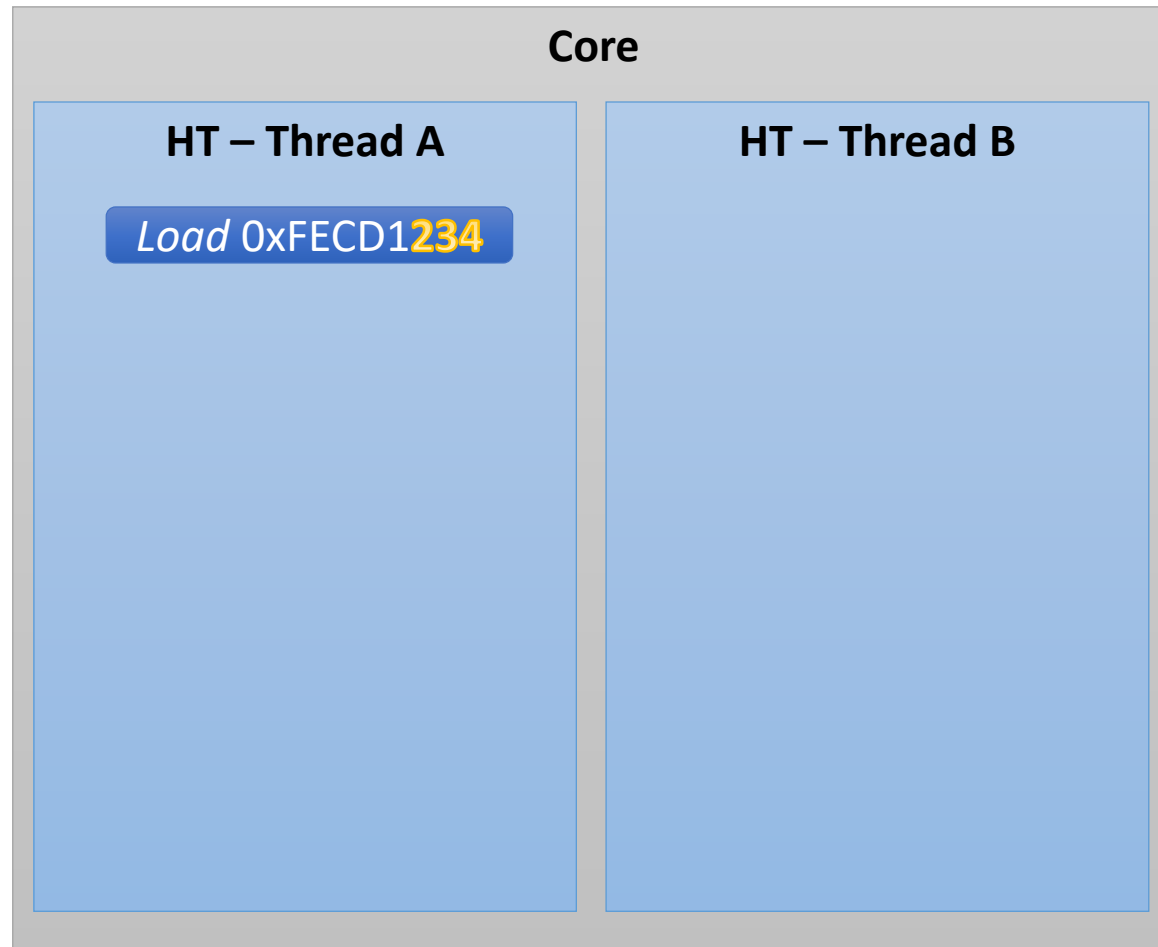 Core
HT – Thread A
HT – Thread B
Load 0xFECD1234